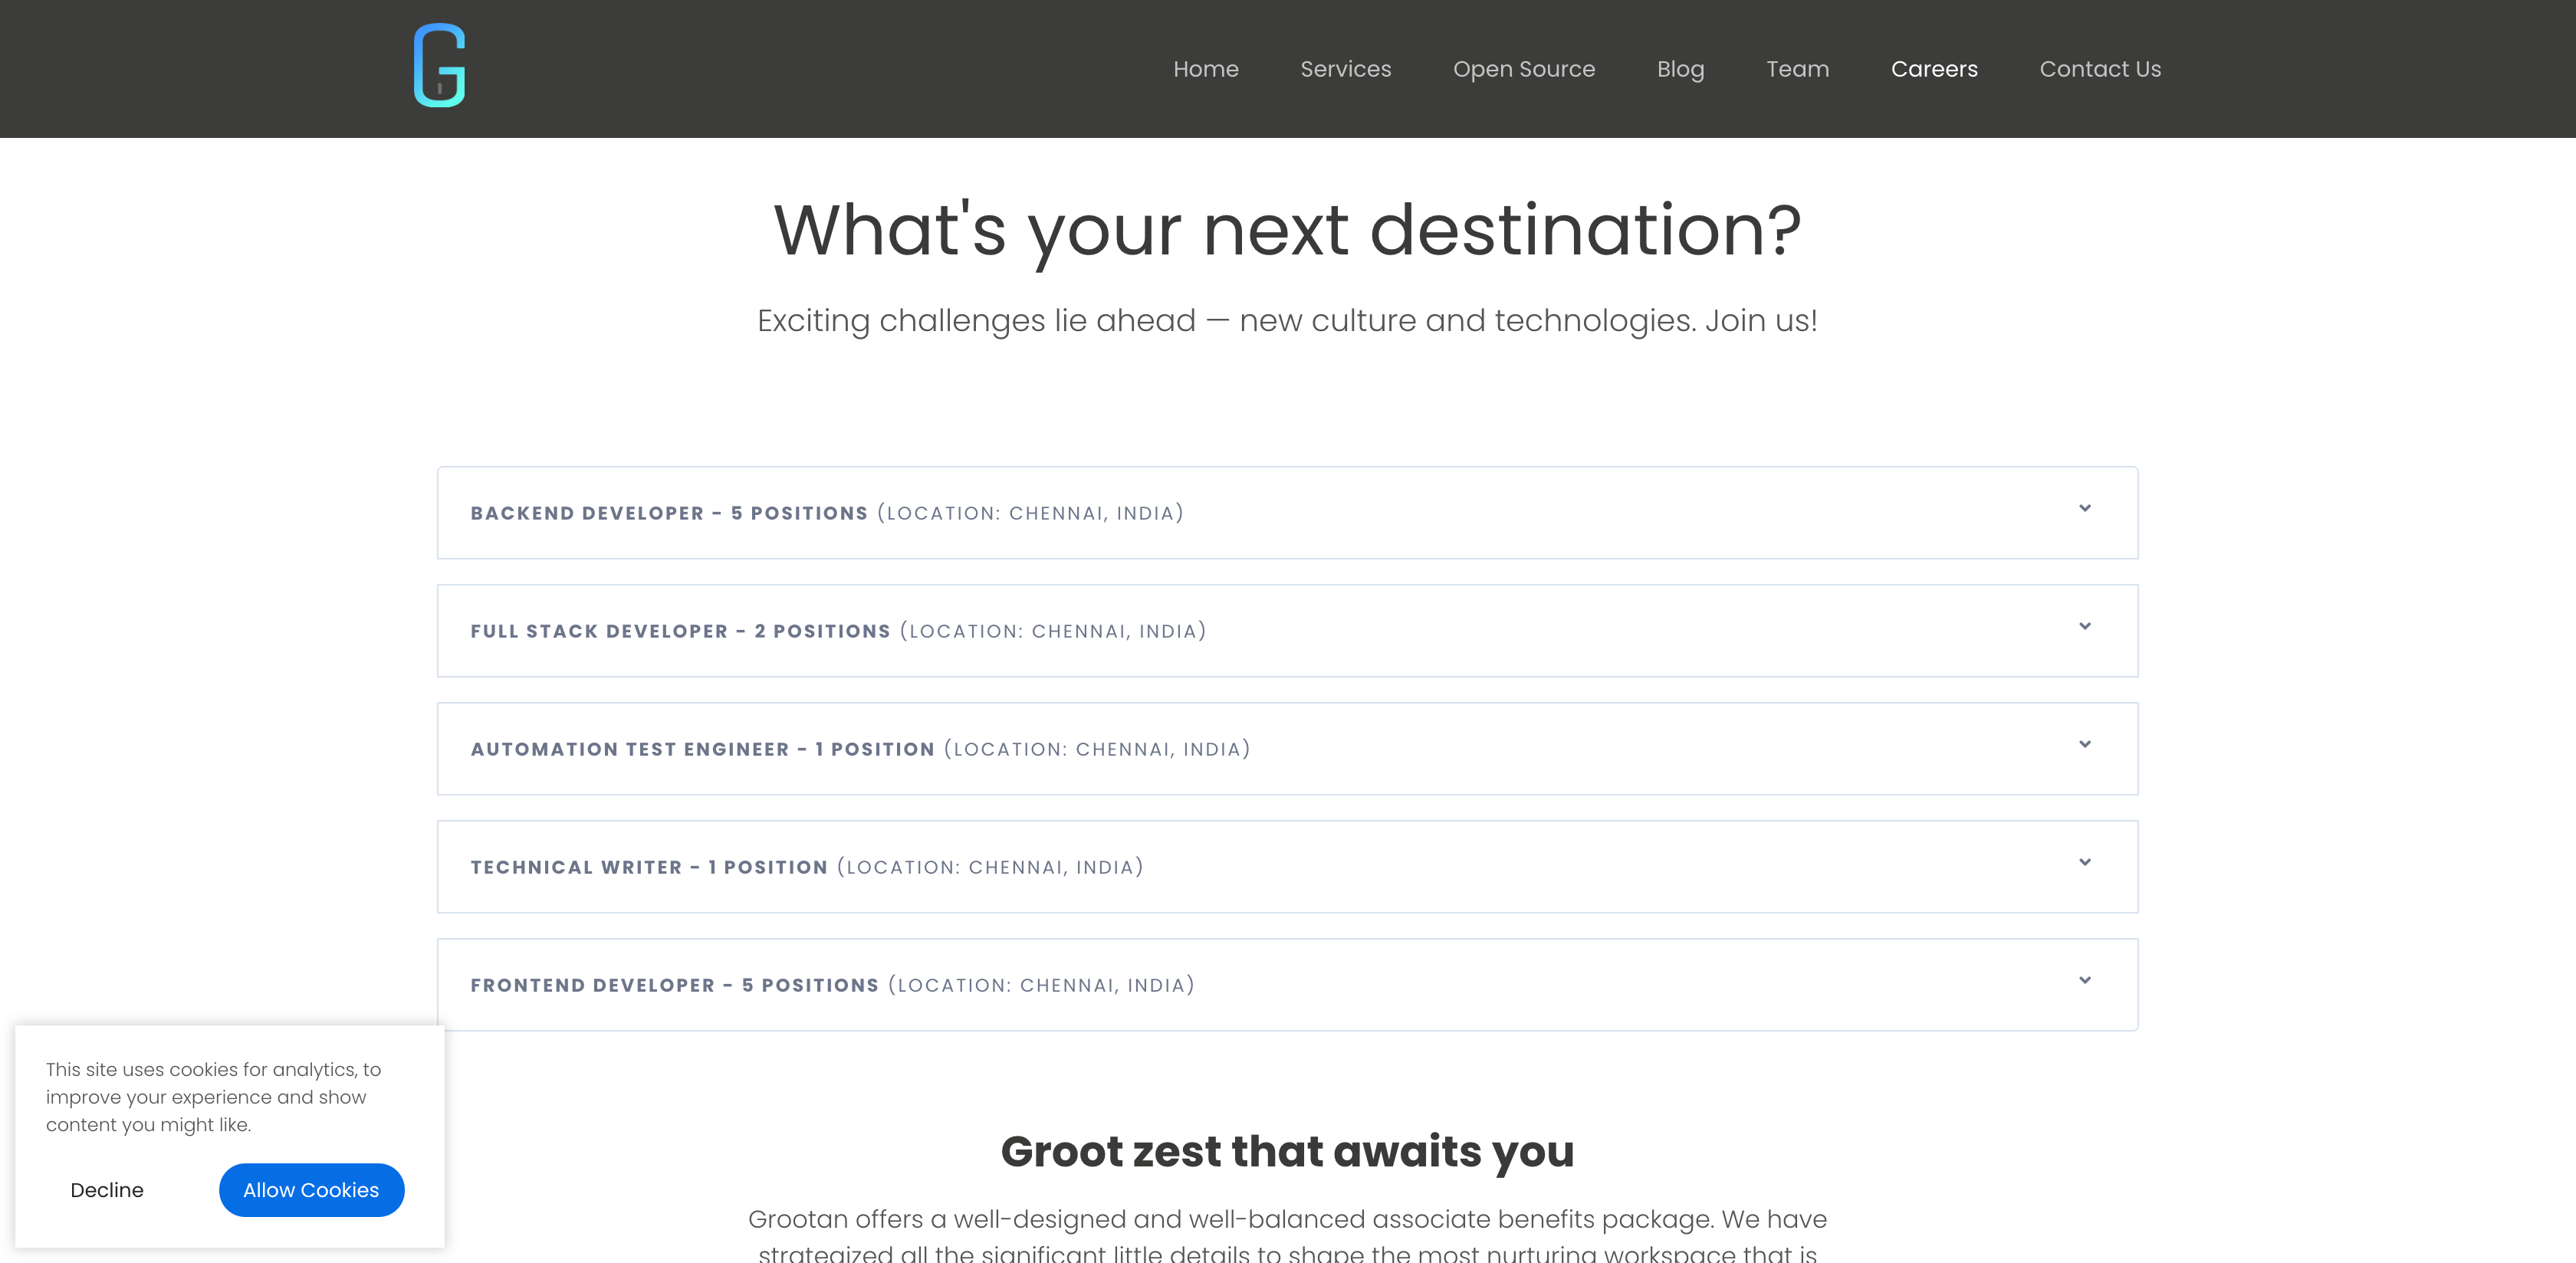 G
Home Services Open Source Blog Team Careers Contact Us
What's your next destination?
Exciting challenges lie ahead — new culture and technologies. Join us!
BACKEND DEVELOPER - 5 POSITIONS (LOCATION: CHENNAI, INDIA)
FULL STACK DEVELOPER - 2 POSITIONS (LOCATION: CHENNAI, INDIA)
AUTOMATION TEST ENGINEER - 1 POSITION (LOCATION: CHENNAI, INDIA)
TECHNICAL WRITER - 1 POSITION (LOCATION: CHENNAI, INDIA)
FRONTEND DEVELOPER - 5 POSITIONS (LOCATION: CHENNAI, INDIA)
This site uses cookies for analytics, to
improve your experience and show
content you might like.
Decline Allow Cookies
Groot zest that awaits you
Grootan offers a well-designed and well-balanced associate benefits package. We have
strategized all the significant little details to shape the most nurturing workspace that is